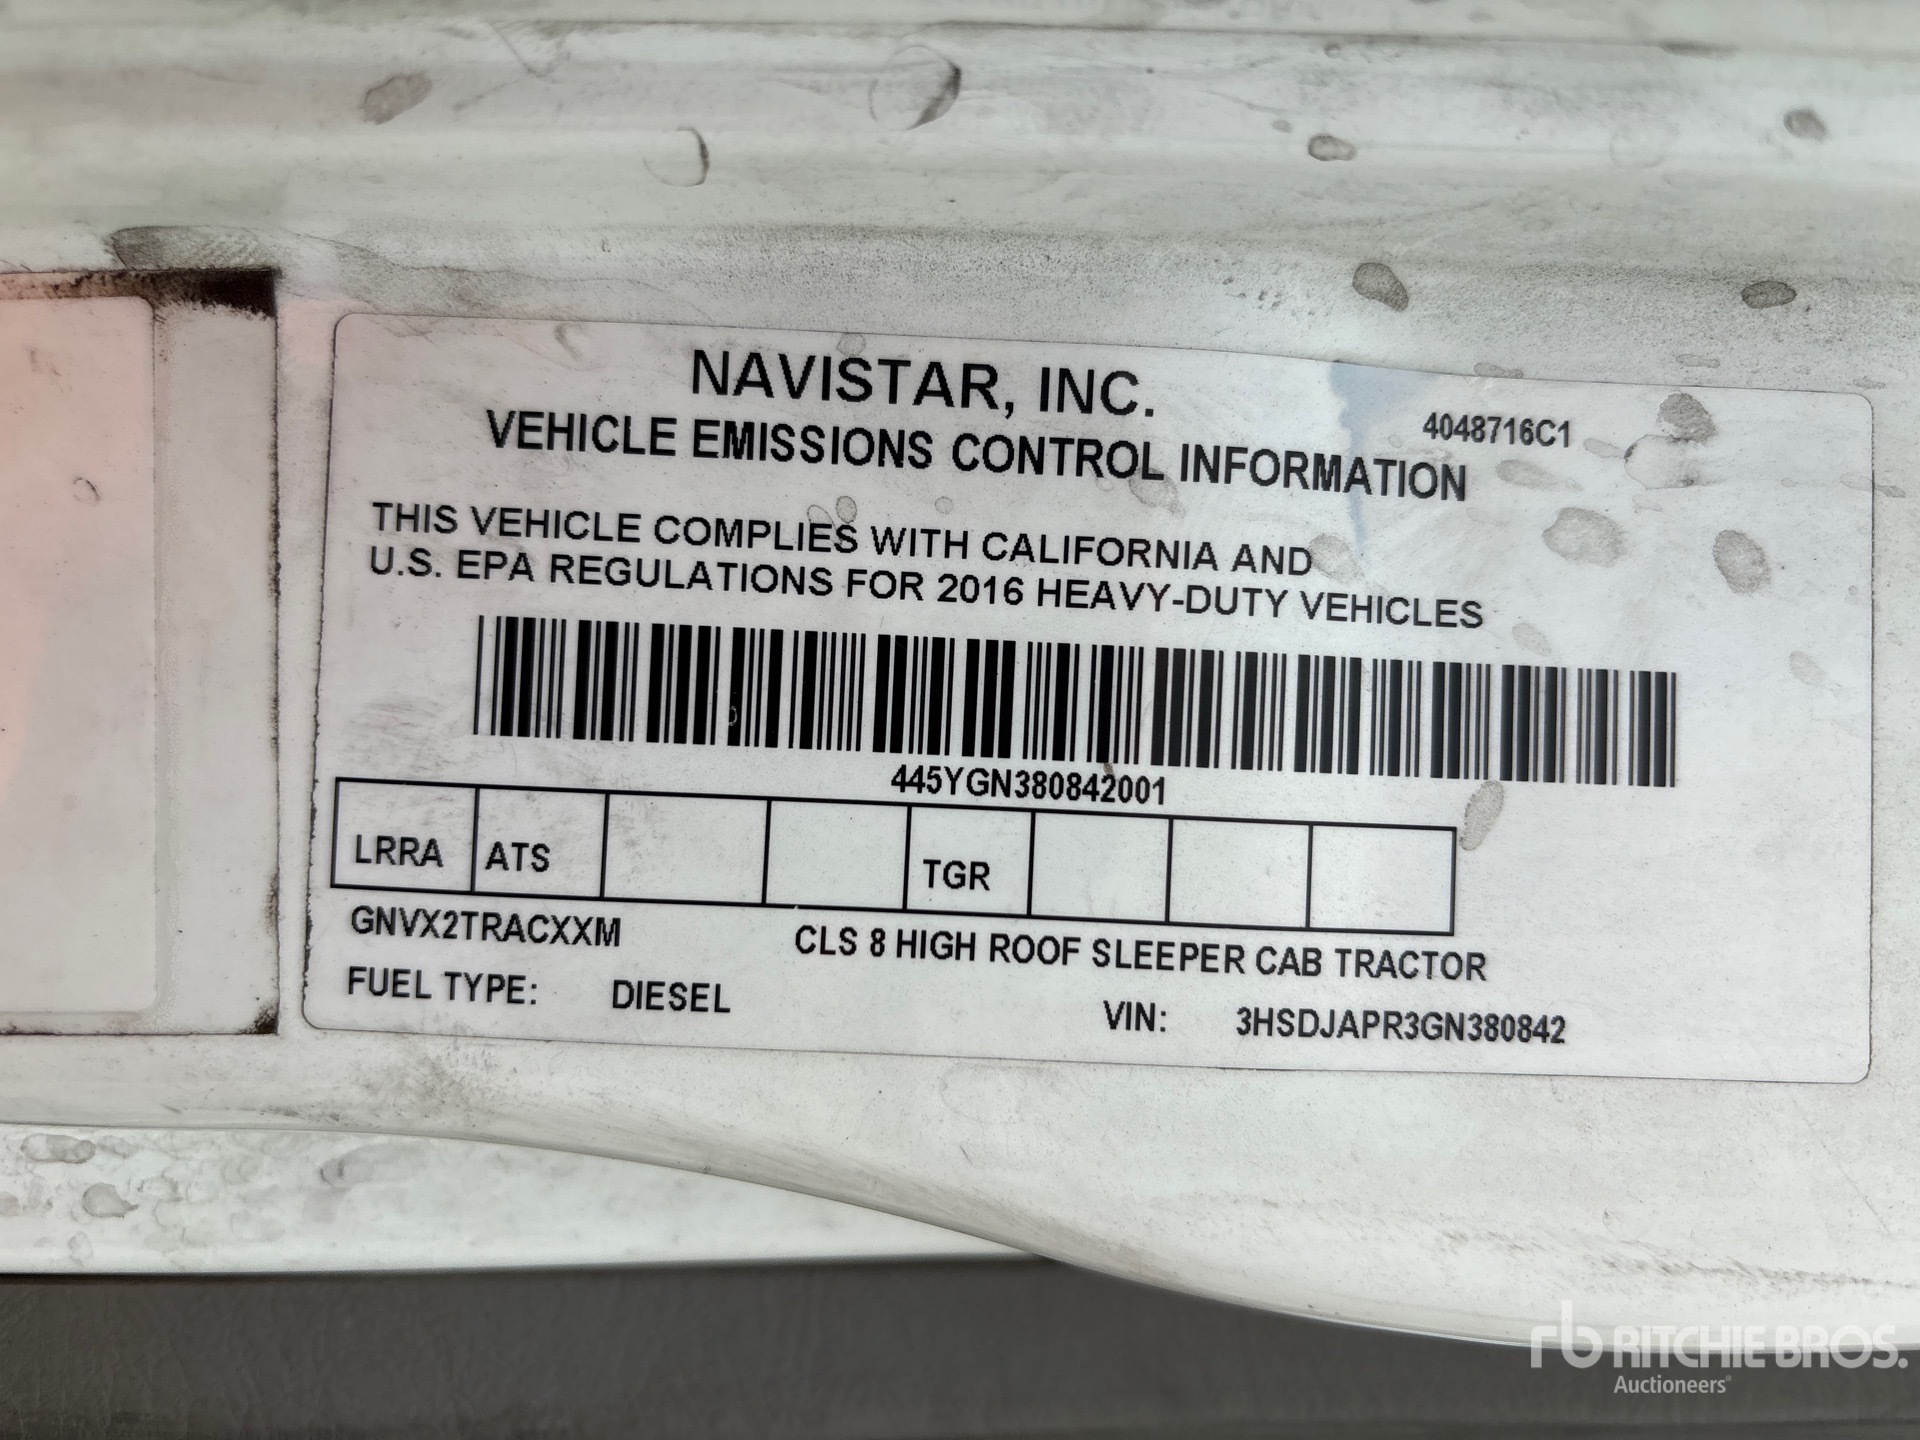 NAVISTAR, INC.
4048716C1
VEHICLE EMISSIONS CONTROL INFORMATION
THIS VEHICLE COMPLIES WITH CALIFORNIA AND
U.S. EPA REGULATIONS FOR 2016 HEAVY-DUTY VEHICLES
445YGN380842001
LRRA ATS TGR
GNVX2TRACXXM CLS 8 HIGH ROOF SLEEPER CAB TRACTOR
FUEL TYPE: DIESEL VIN: 3HSDJAPR3GN380842
rb RITCHIE BROS.
Auctioneers